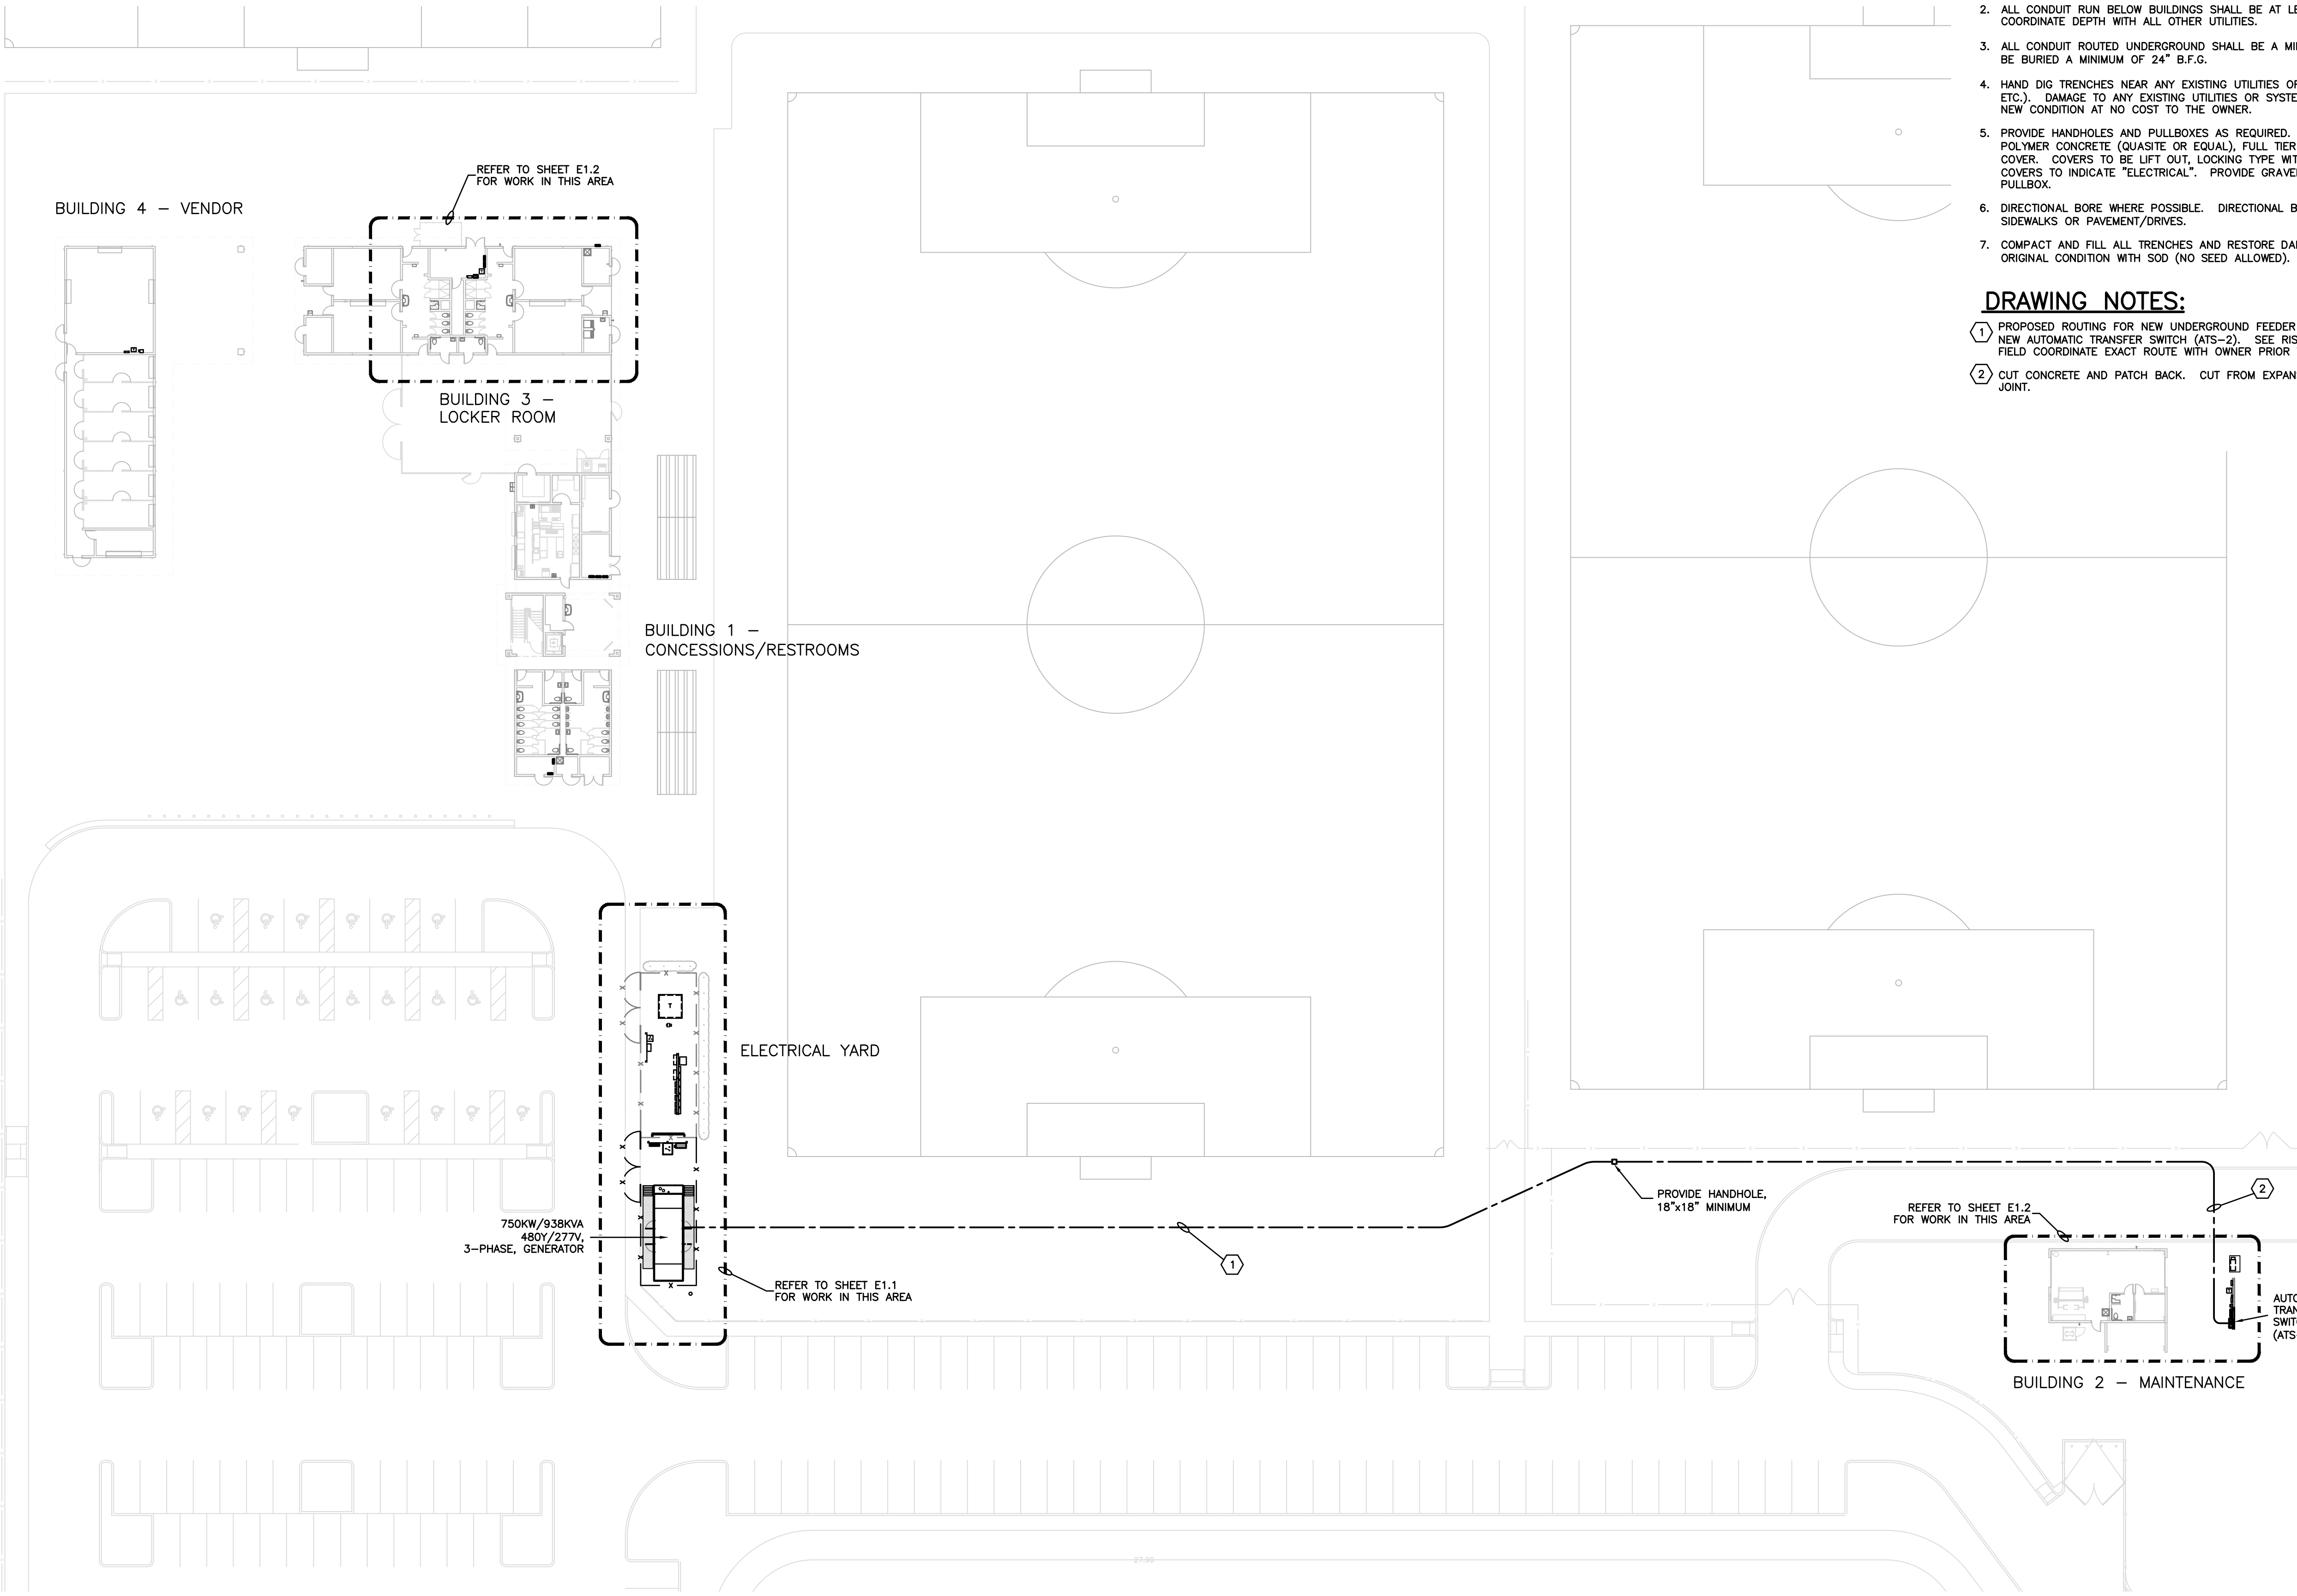 2. ALL CONDUIT RUN BELOW BUILDINGS SHALL BE AT
COORDINATE DEPTH WITH ALL OTHER UTILITIES.
3. ALL CONDUIT ROUTED UNDERGROUND SHALL BE A
BE BURIED A MINIMUM OF 24" B.F.G.
4. HAND DIG TRENCHES NEAR ANY EXISTING UTILITIES
ETC.). DAMAGE TO ANY EXISTING UTILITIES OR
NEW CONDITION AT NO COST TO THE OWNER.
5. PROVIDE HANDHOLES AND PULLBOXES AS REQUIRED.
POLYMER CONCRETE (QUASITE OR EQUAL), FULL TIER
COVER. COVERS TO BE LIFT OUT, LOCKING TYPE
COVERS TO INDICATE "ELECTRICAL". PROVIDE
PULLBOX.
6. DIRECTIONAL BORE WHERE POSSIBLE. DIRECTIONAL
SIDEWALKS OR PAVEMENT/DRIVES.
7. COMPACT AND FILL ALL TRENCHES AND RESTORE
ORIGINAL CONDITION WITH SOD (NO SEED ALLOWED).
DRAWING NOTES:
1 PROPOSED ROUTING FOR NEW UNDERGROUND FEEDER
NEW AUTOMATIC TRANSFER SWITCH (ATS-2). SEE
FIELD COORDINATE EXACT ROUTE WITH OWNER PRIOR
2 CUT CONCRETE AND PATCH BACK. CUT FROM
JOINT.
REFER TO SHEET E1.2
FOR WORK IN THIS AREA
BUILDING 4 - VENDOR
BUILDING 3 -
LOCKER ROOM
BUILDING 1 -
CONCESSIONS/RESTROOMS
T
ELECTRICAL YARD
750KW/938KVA
480Y/277V,
3-PHASE, GENERATOR
REFER TO SHEET E1.1
FOR WORK IN THIS AREA
1
PROVIDE HANDHOLE,
18"x18" MINIMUM
2
REFER TO SHEET E1.2
FOR WORK IN THIS AREA
BUILDING 2 - MAINTENANCE
27.99